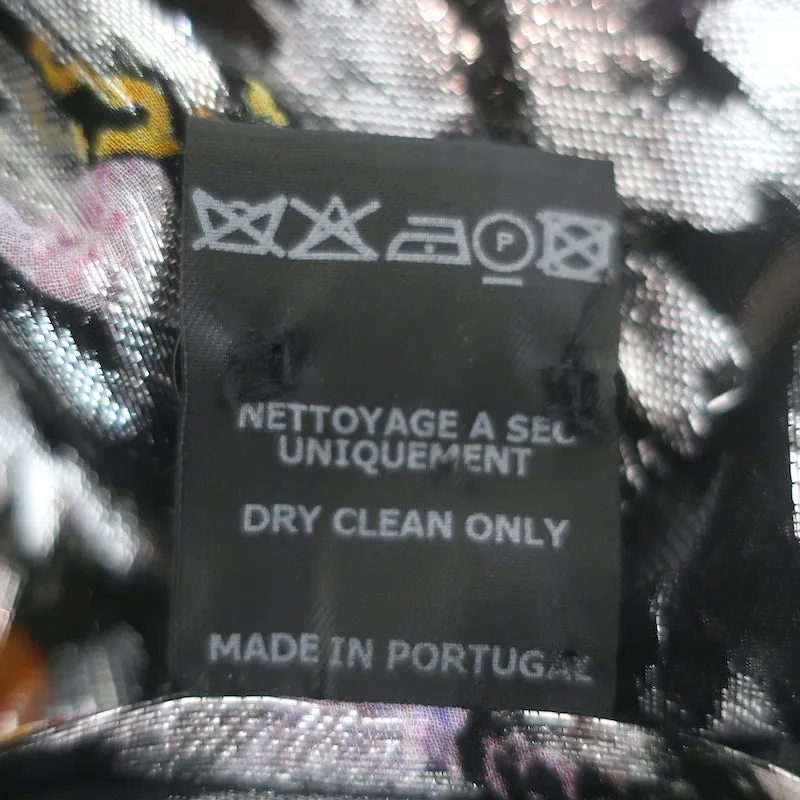 P
NETTOYAGE A SEC
UNIQUEMENT
DRY CLEAN ONLY
MADE IN PORTUGAL